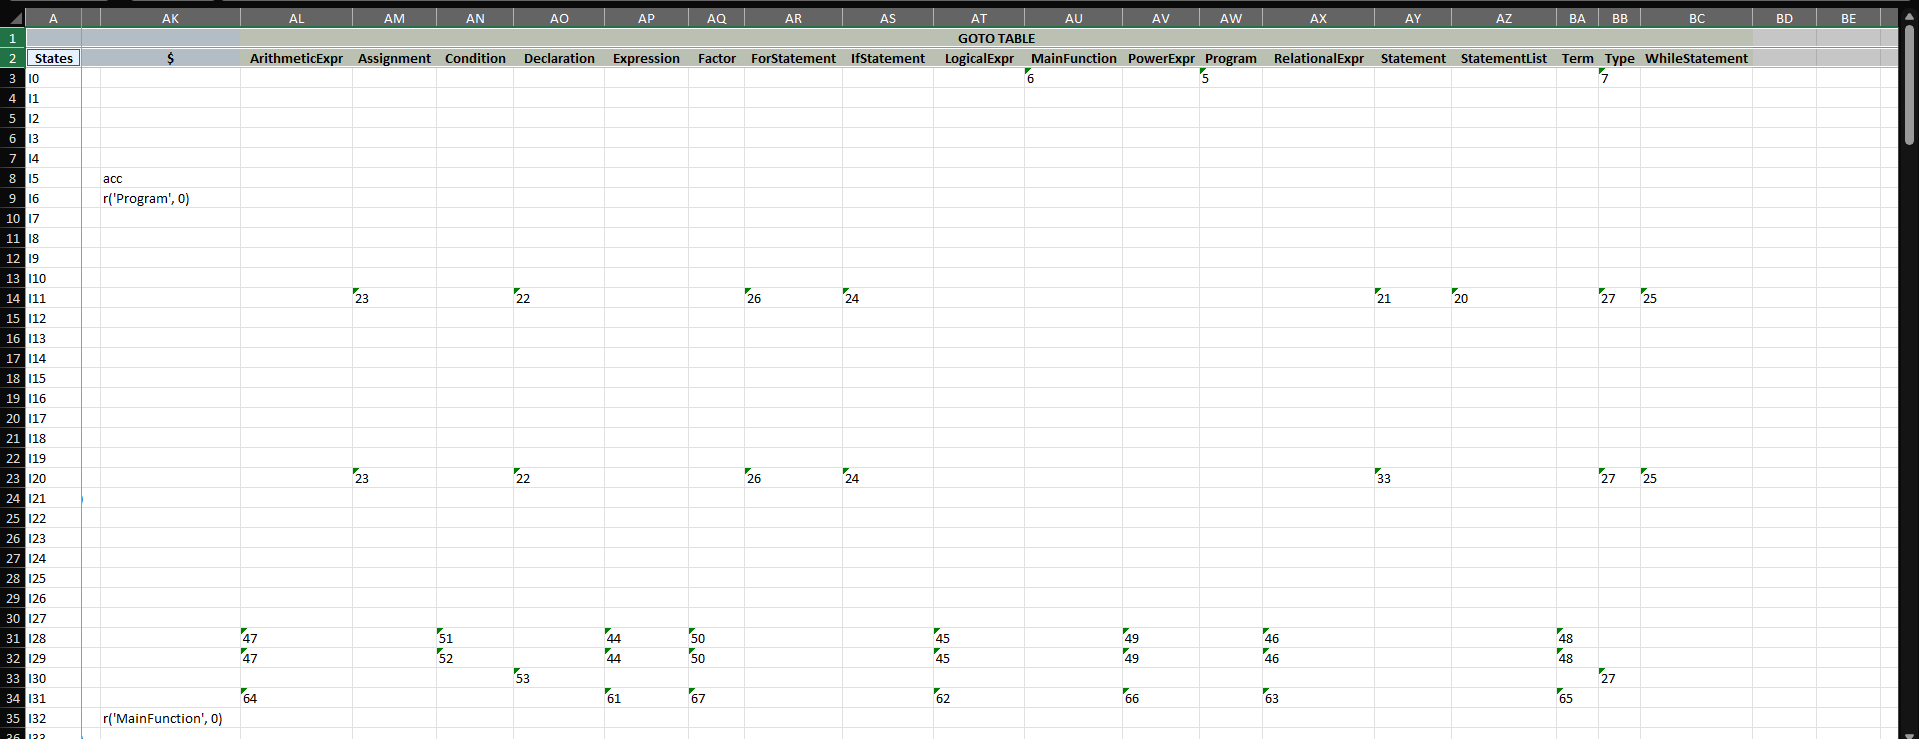 A AK AL AM AN AO AP AQ AR AS AT AU AV AW AX AY AZ BA BB BC BD BE
1 GOTO TABLE
2 States $ ArithmeticExpr Assignment Condition Declaration Expression Factor ForStatement IfStatement LogicalExpr MainFunction PowerExpr Program RelationalExpr Statement StatementList Term Type WhileStatement
3 I0 6 5 7
4 I1
5 I2
6 I3
7 I4
8 I5 acc
9 I6 r('Program', 0)
10 I7
11 I8
12 I9
13 I10
14 I11 23 22 26 24 21 20 27 25
15 I12
16 I13
17 I14
18 I15
19 I16
20 I17
21 I18
22 I19
23 I20 23 22 26 24 33 27 25
24 I21
25 I22
26 I23
27 I24
28 I25
29 I26
30 I27
31 I28 47 51 44 50 45 49 46 48
32 I29 47 52 44 50 45 49 46 48
33 I30 53 27
34 I31 64 61 67 62 66 63 65
35 I32 r('MainFunction', 0)
36 I33